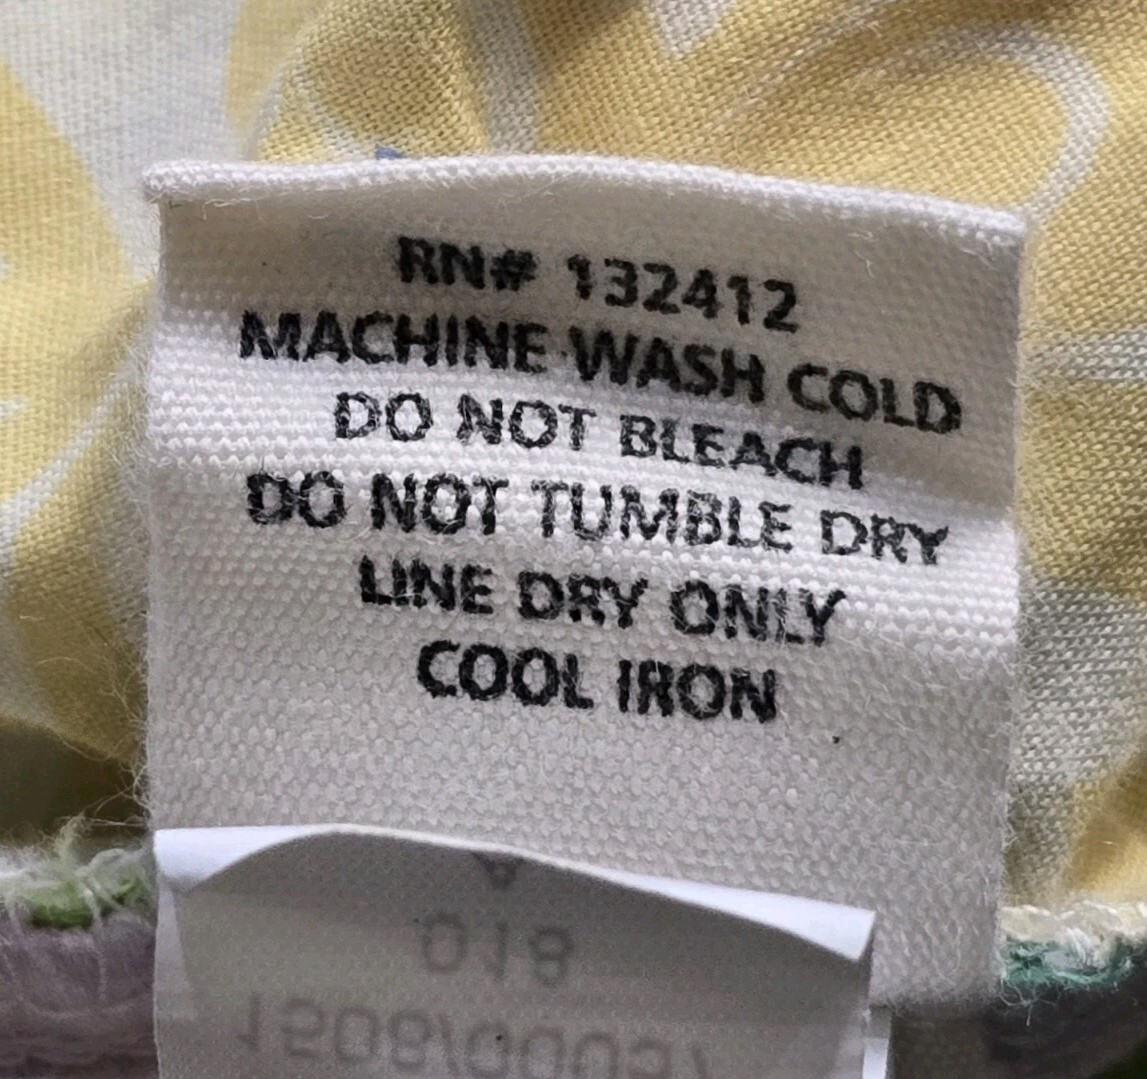 RN# 132412
MACHINE WASH COLD
DO NOT BLEACH
DO NOT TUMBLE DRY
LINE DRY ONLY
COOL IRON